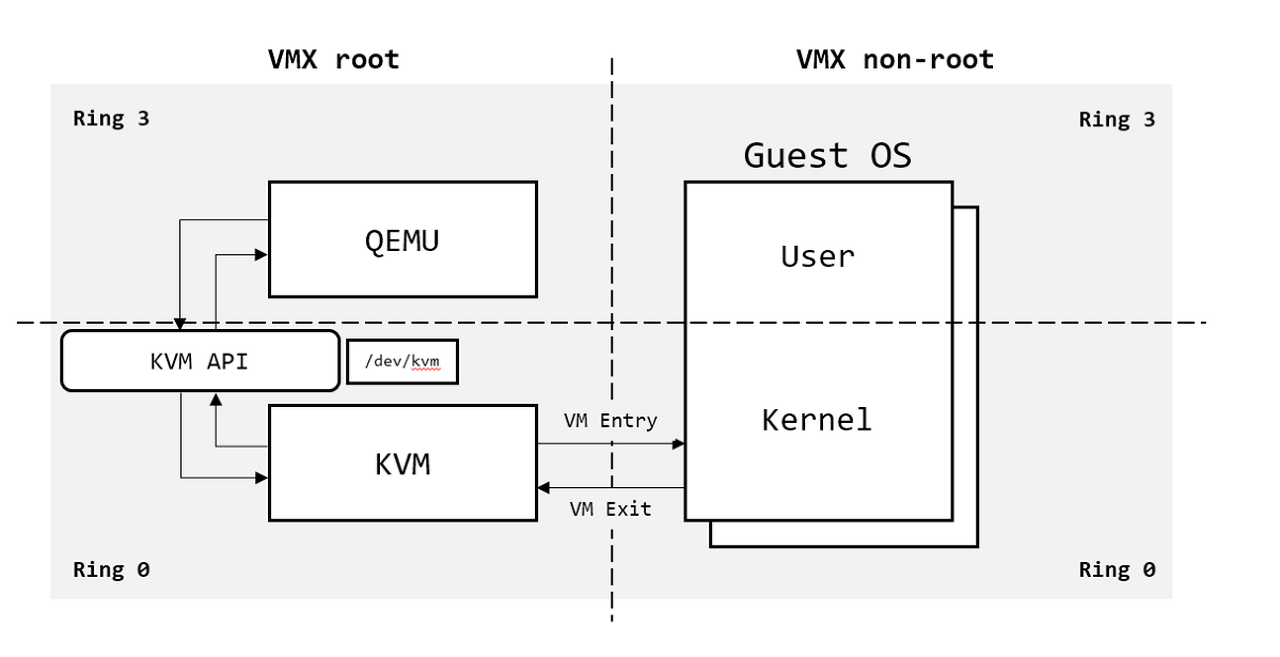 VMX root
VMX non-root
Ring 3
Ring 3
Guest OS
QEMU
User
KVM API
/dev/kvm
VM Entry
Kernel
KVM
VM Exit
Ring 0
Ring 0